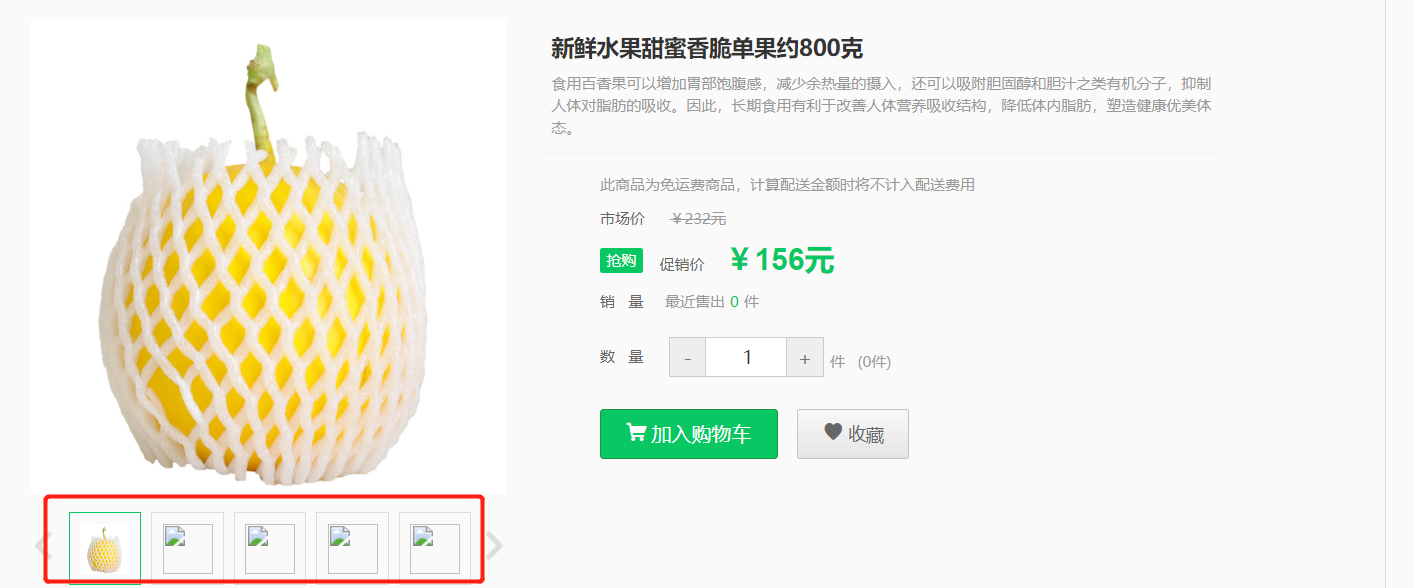 新鲜水果甜蜜香脆单果约800克
食用百香果可以增加胃部饱腹感，减少余热量的摄入，还可以吸附胆固醇和胆汁之类有机分子，抑制
人体对脂肪的吸收。因此，长期食用有利于改善人体营养吸收结构，降低体内脂肪，塑造健康优美体
态。
此商品为免运费商品，计算配送金额时将不计入配送费用
市场价 ￥232元
抢购 促销价 ￥156元
销 量 最近售出 0 件
数 量 - 1 + 件 (0件)
加入购物车 收藏